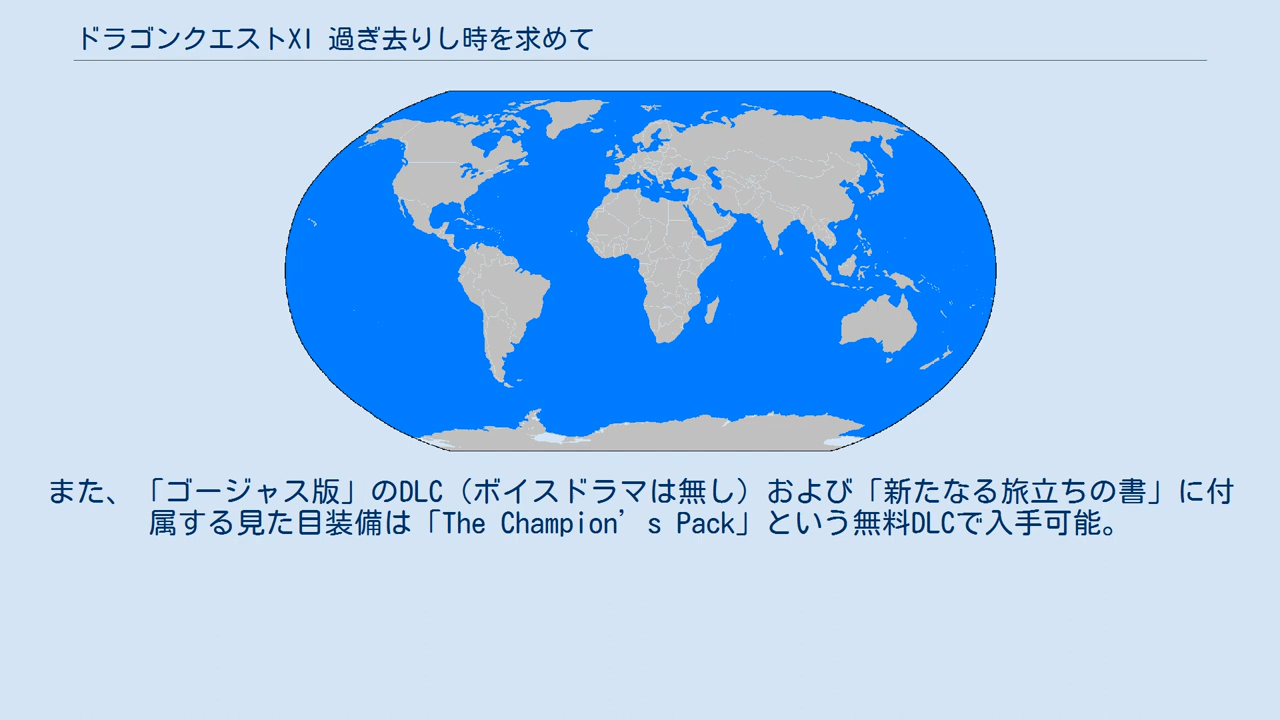 ドラゴンクエストXI 過ぎ去りし時を求めて
また、「ゴージャス版」のDLC（ボイスドラマは無し）および「新たなる旅立ちの書」に付
属する見た目装備は「The Champion’s Pack」という無料DLCで入手可能。